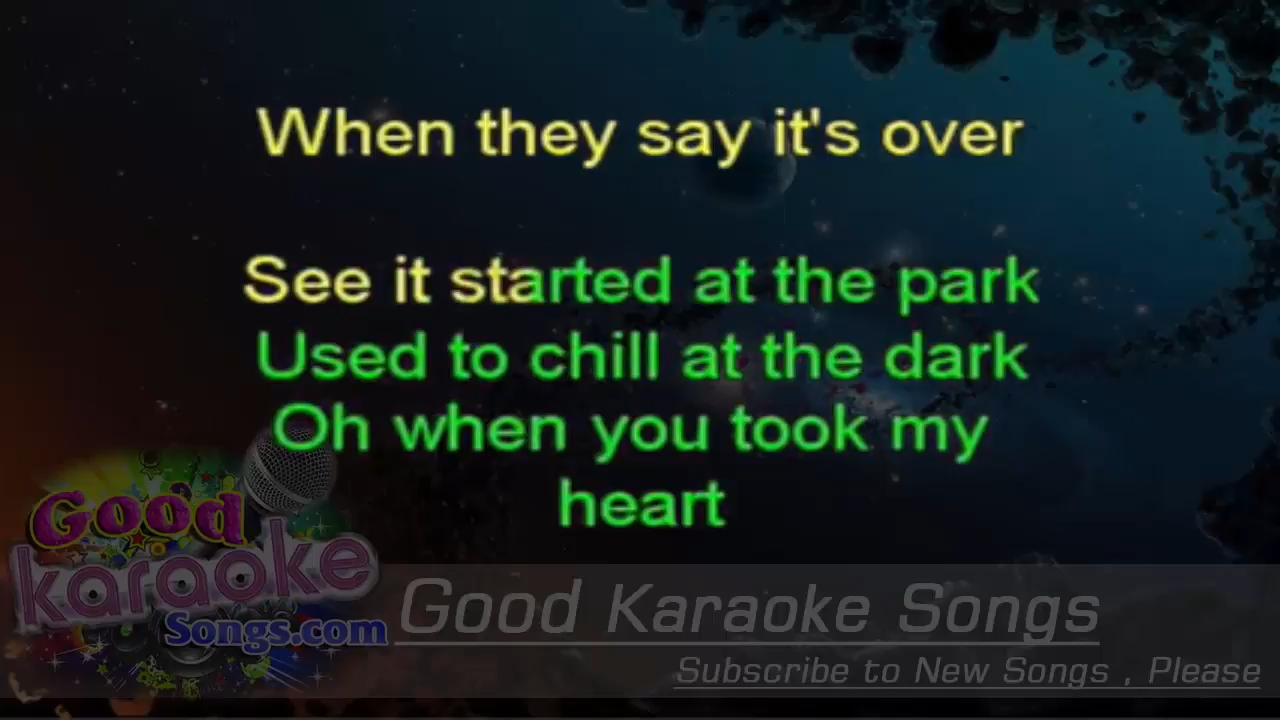 When they say it's over
See it started at the park
Used to chill at the dark
Oh when you took my
heart
Good
karaoke
Songs.com
Good Karaoke Songs
Subscribe to New Songs , Please